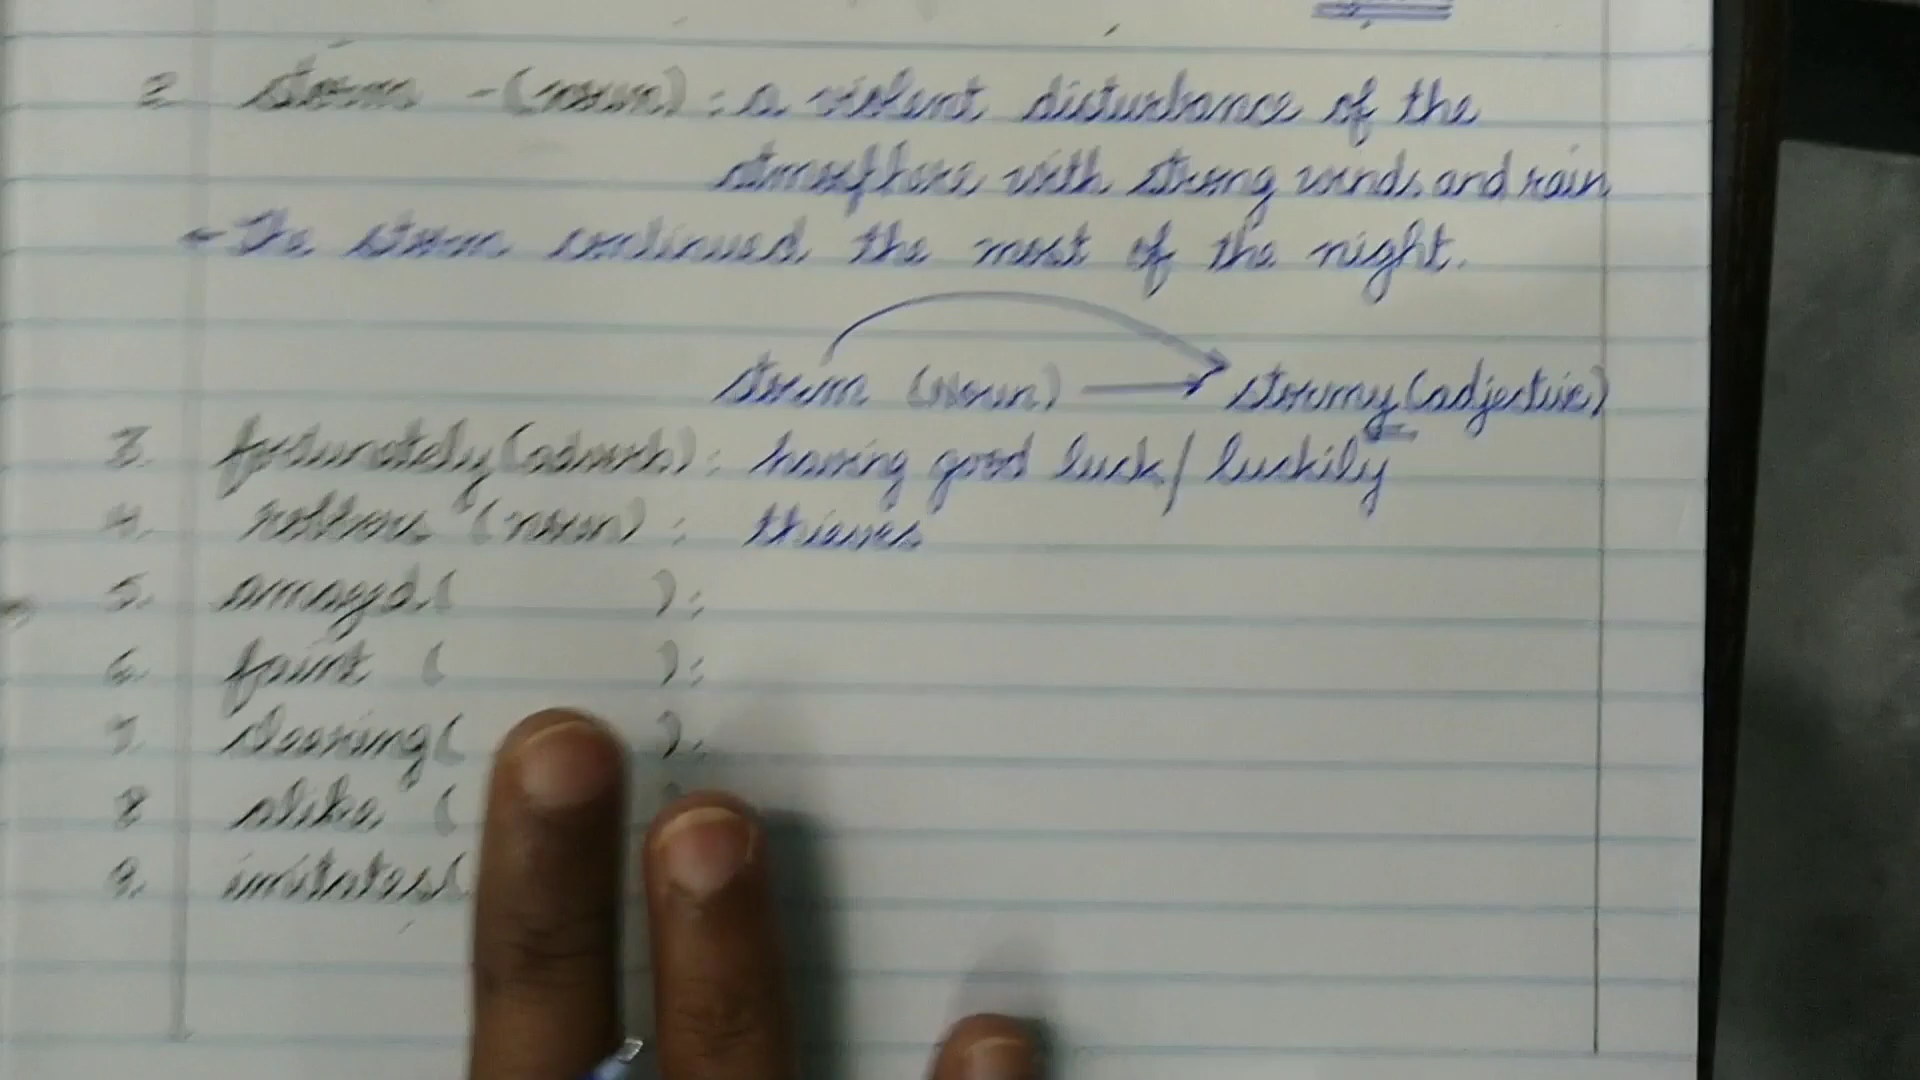 2 storm - (noun) : a violent disturbance of the
atmosphere with strong winds and rain
- The storm continued the most of the night.
storm (Noun) → stormy (adjective)
3. fortunately (adverb) : having good luck / luckily
4. robbers (noun) : thieves
5. amazed ( ) :
6. faint ( ) :
7. clearing ( ) :
8 alike (
9. imitates (